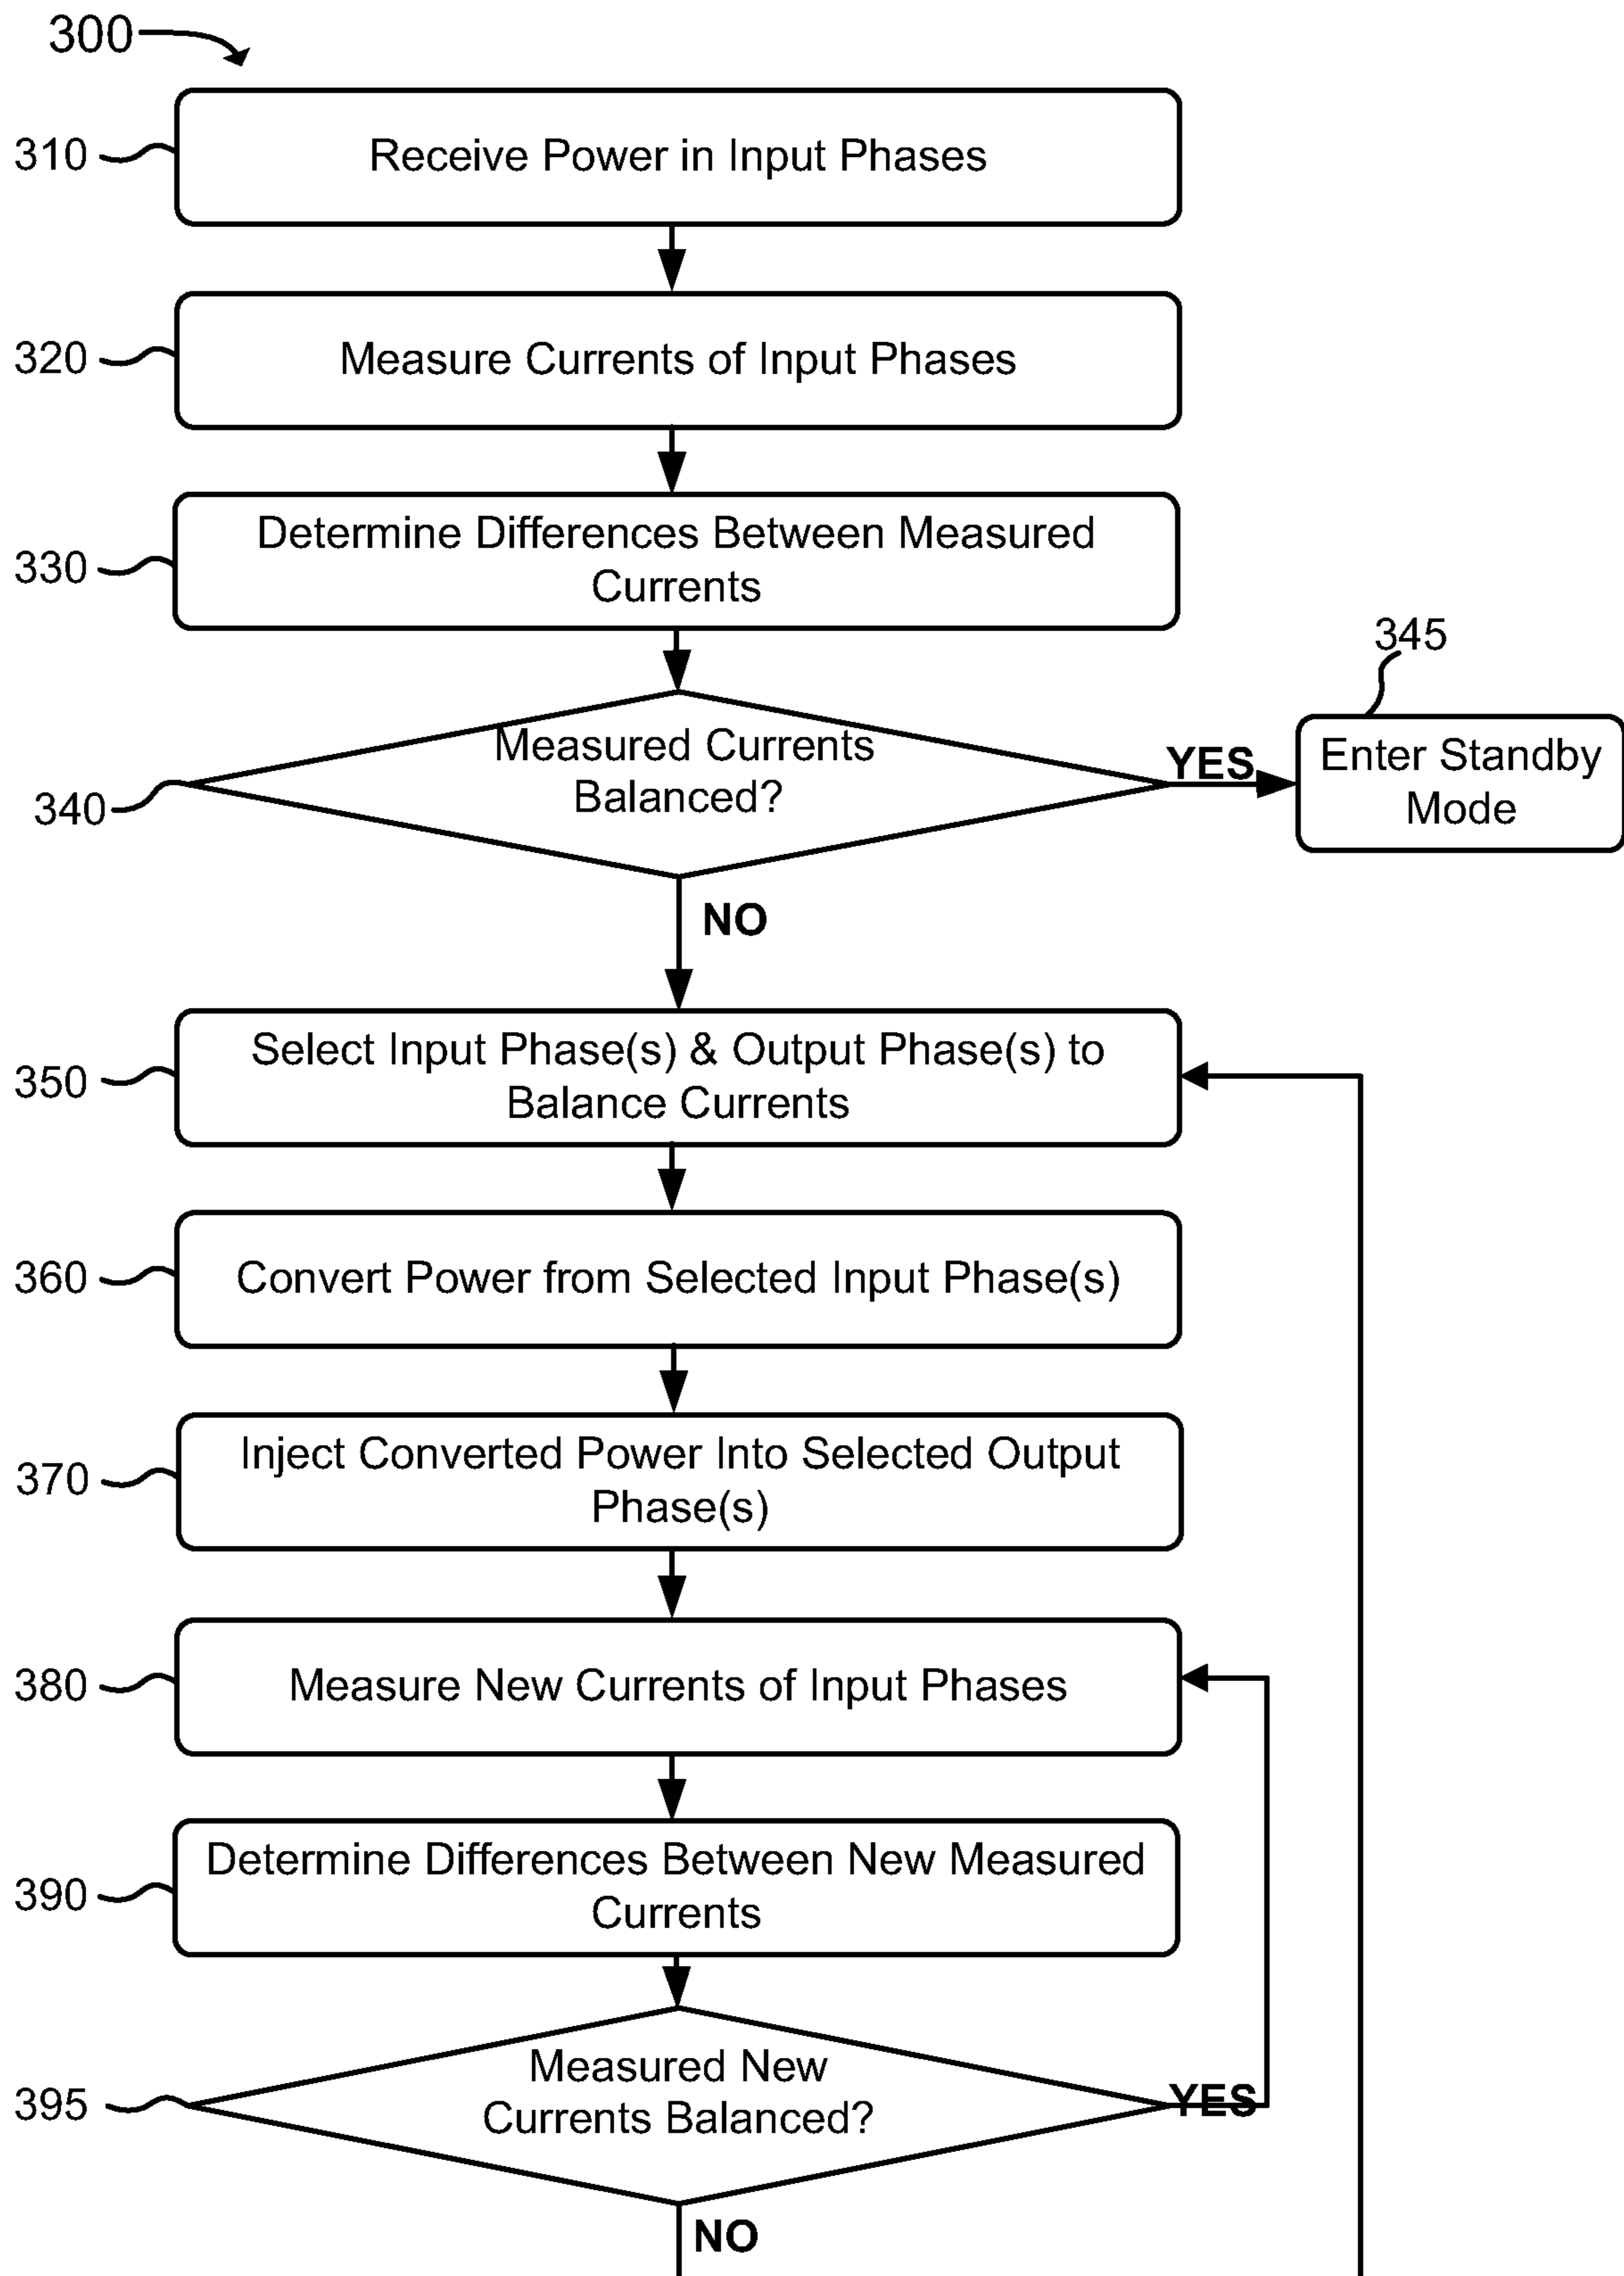 300
310
Receive Power in Input Phases
320
Measure Currents of Input Phases
330
Determine Differences Between Measured
Currents
340
Measured Currents
Balanced?
YES
345
Enter Standby
Mode
NO
350
Select Input Phase(s) & Output Phase(s) to
Balance Currents
360
Convert Power from Selected Input Phase(s)
370
Inject Converted Power Into Selected Output
Phase(s)
380
Measure New Currents of Input Phases
390
Determine Differences Between New Measured
Currents
395
Measured New
Currents Balanced?
YES
NO